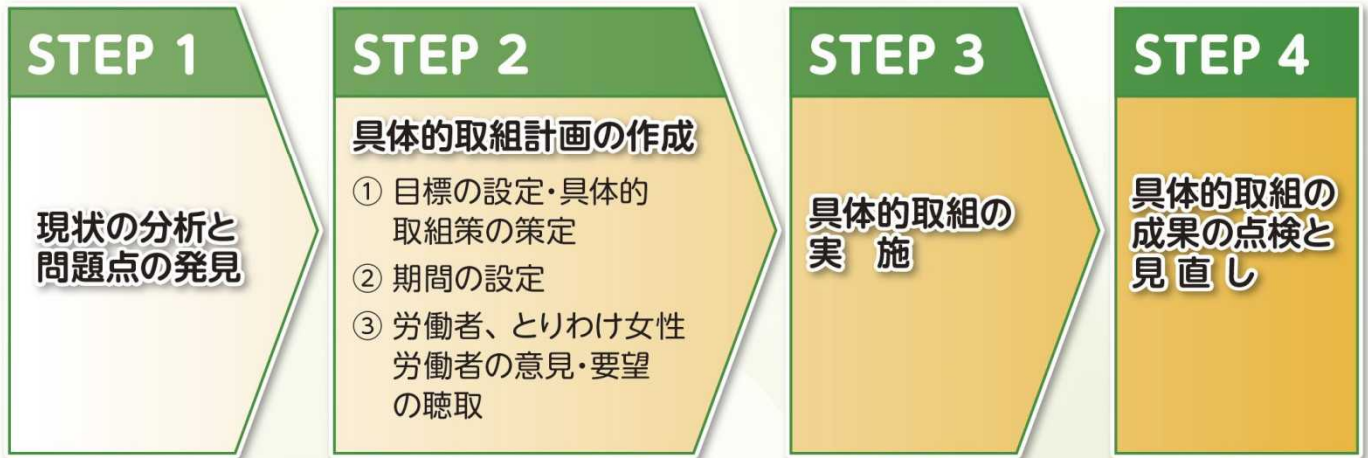 STEP 1
現状の分析と
問題点の発見
STEP 2
具体的取組計画の作成
① 目標の設定・具体的
取組策の策定
② 期間の設定
③ 労働者、とりわけ女性
労働者の意見・要望
の聴取
STEP 3
具体的取組の
実　施
STEP 4
具体的取組の
成果の点検と
見 直 し